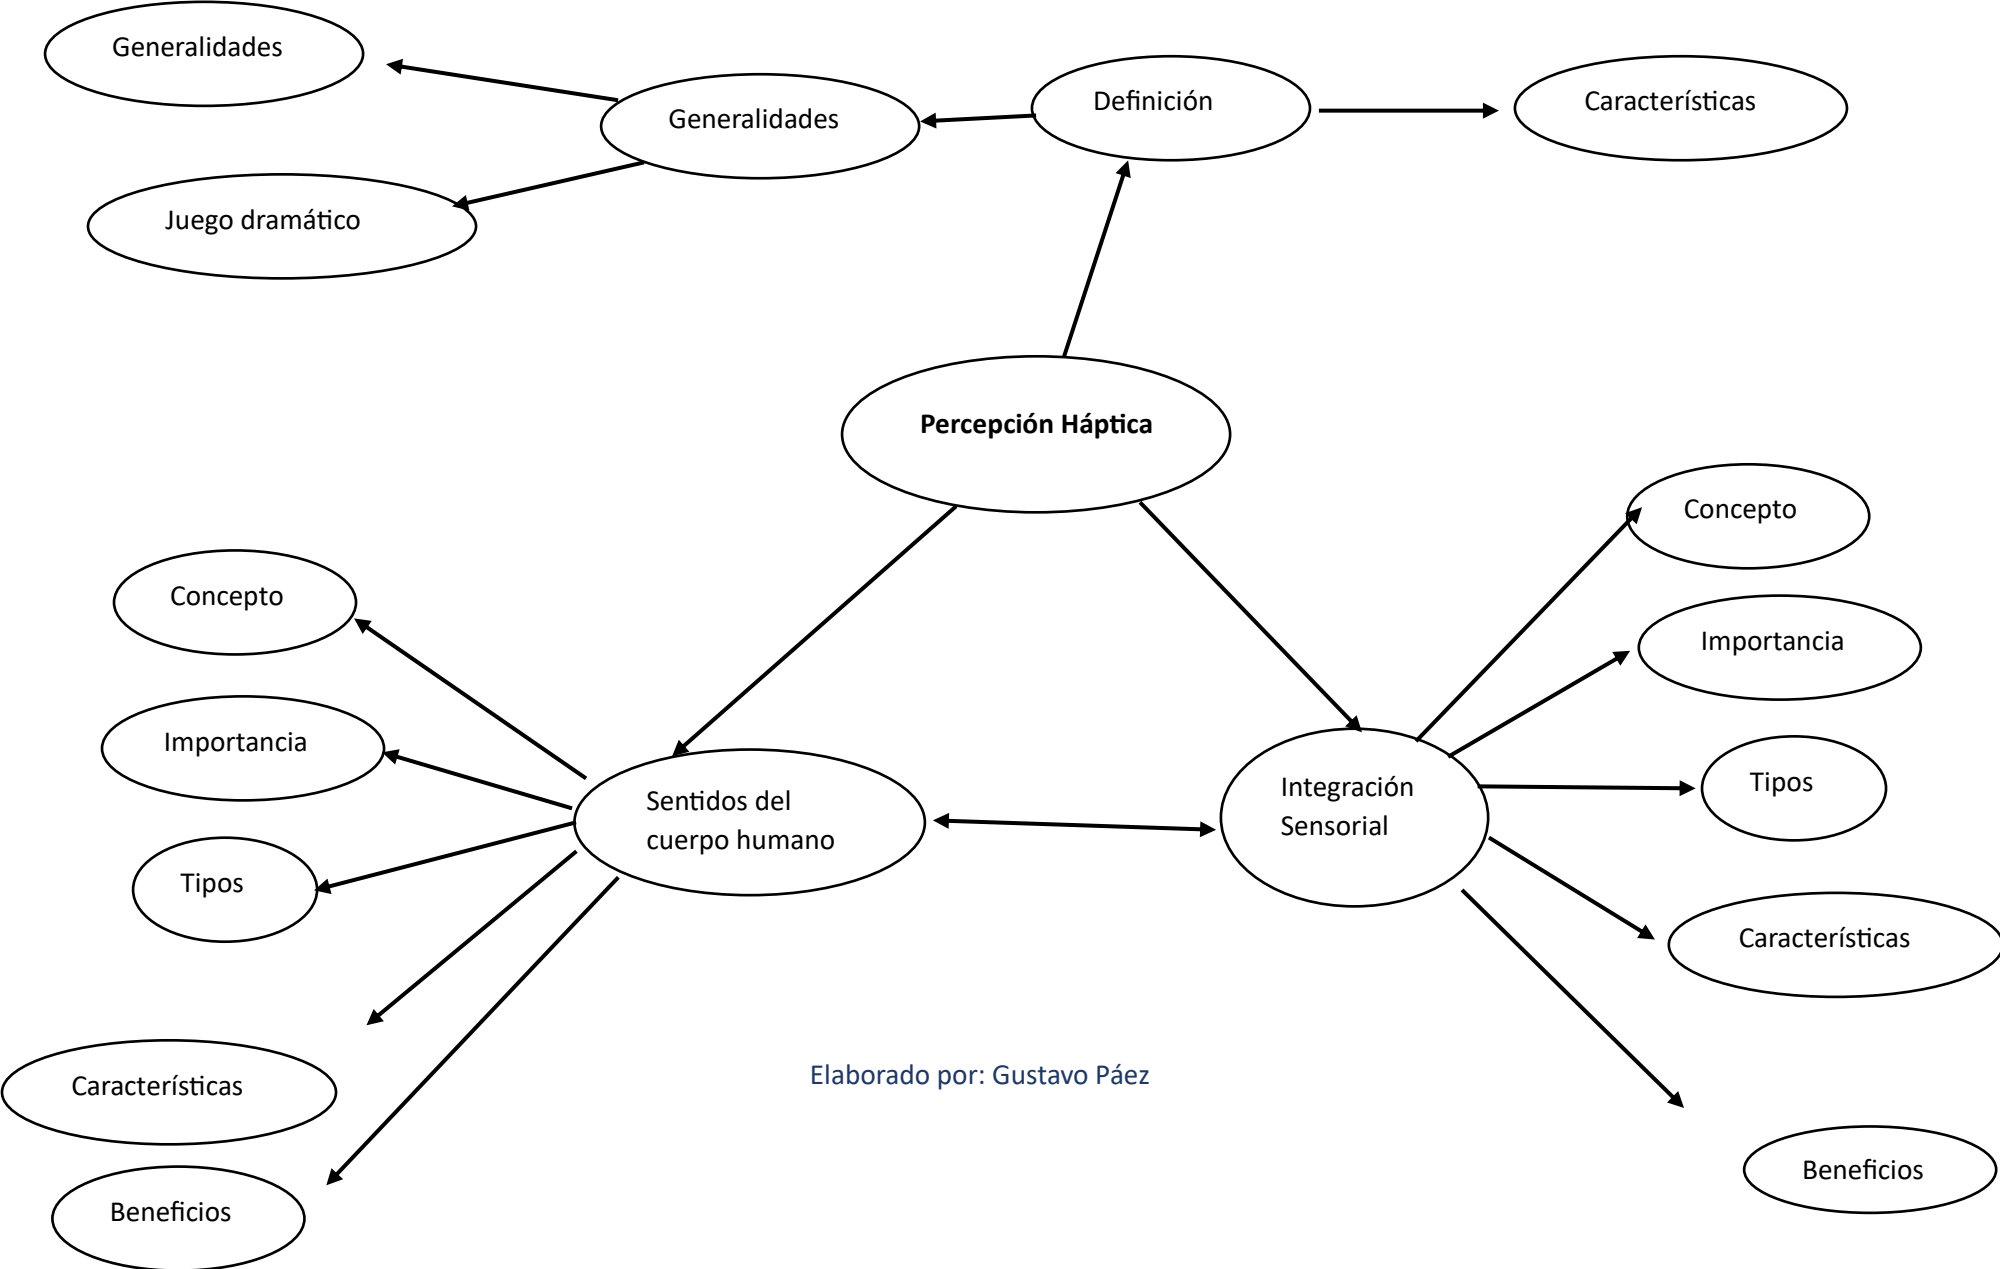 Generalidades
Generalidades
Definición
Características
Juego dramático
Percepción Háptica
Concepto
Importancia
Tipos
Características
Beneficios
Sentidos del
cuerpo humano
Integración
Sensorial
Concepto
Importancia
Tipos
Características
Beneficios
Elaborado por: Gustavo Páez